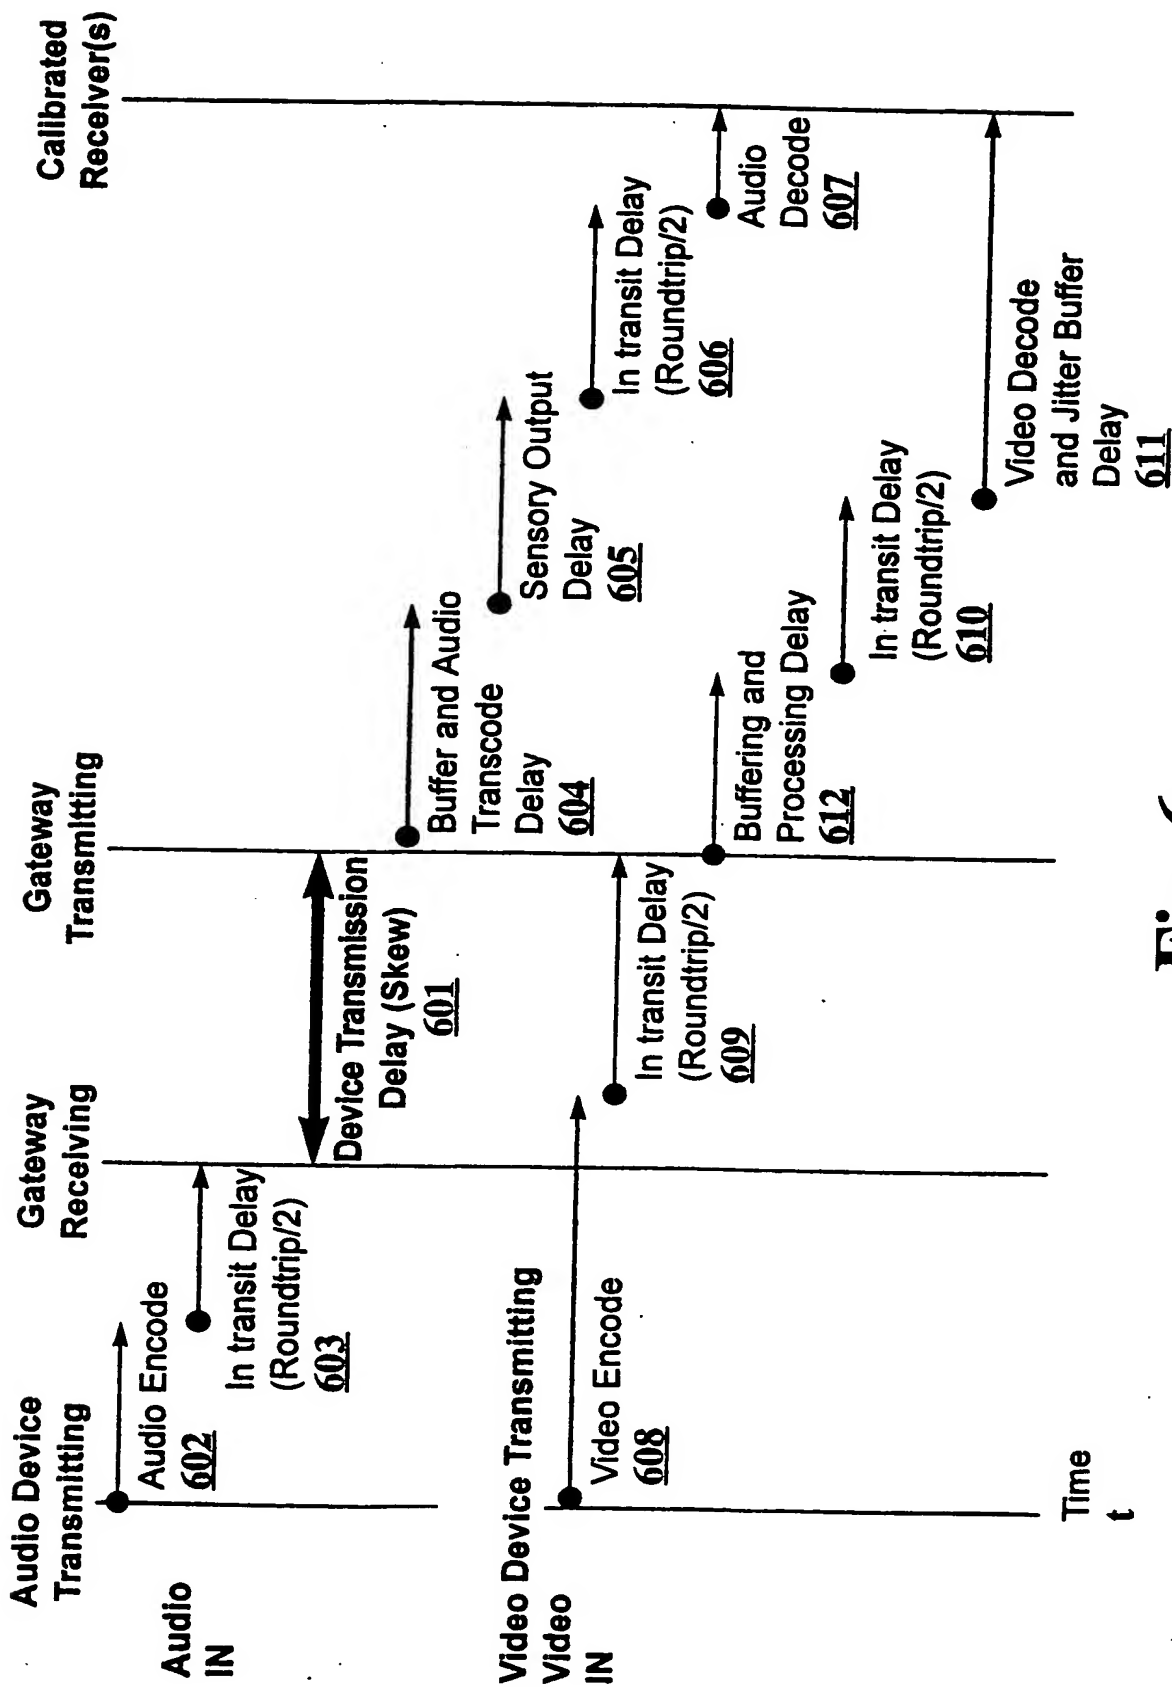 Audio Device
Transmitting
Gateway
Receiving
Gateway
Transmitting
Calibrated
Receiver(s)
Audio
IN
Audio Encode
602
In transit Delay
(Roundtrip/2)
603
Device Transmission
Delay (Skew)
601
Buffer and Audio
Transcode
Delay
604
Sensory Output
Delay
605
In transit Delay
(Roundtrip/2)
606
Audio
Decode
607
Video Device Transmitting
Video
IN
Video Encode
608
In transit Delay
(Roundtrip/2)
609
Buffering and
Processing Delay
612
In transit Delay
(Roundtrip/2)
610
Video Decode
and Jitter Buffer
Delay
611
Time
t